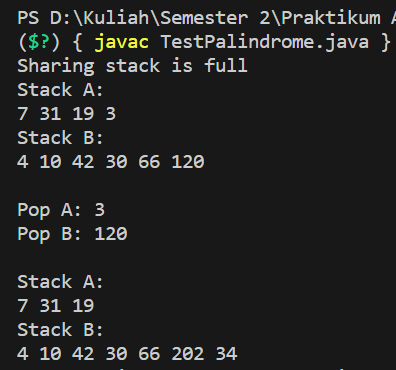 PS D:\Kuliah\Semester 2\Praktikum
($?) { javac TestPalindrome.java }
Sharing stack is full
Stack A:
7 31 19 3
Stack B:
4 10 42 30 66 120
Pop A: 3
Pop B: 120
Stack A:
7 31 19
Stack B:
4 10 42 30 66 202 34